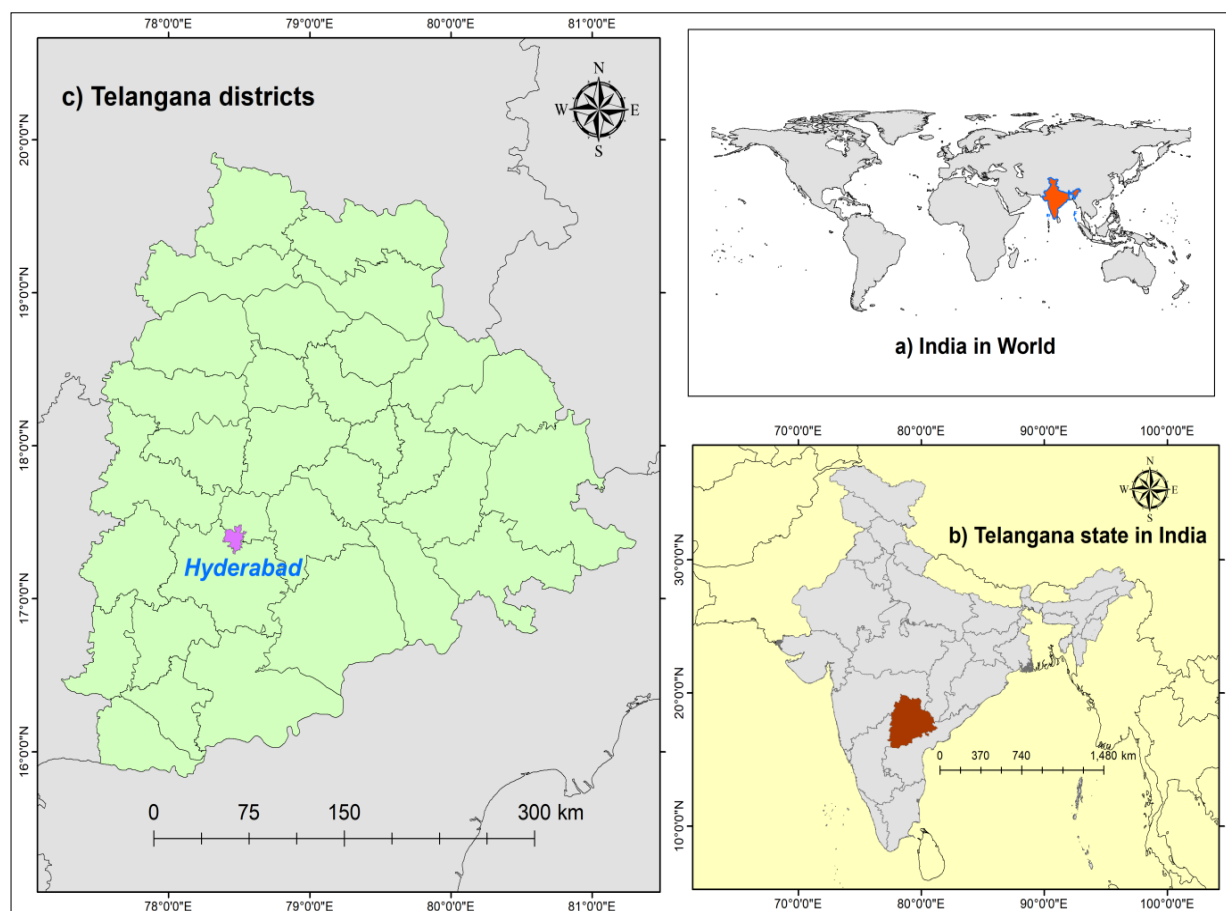 78°0'0"E 79°0'0"E 80°0'0"E 81°0'0"E
c) Telangana districts
N
W E
S
20°0'0"N
19°0'0"N
18°0'0"N
17°0'0"N
16°0'0"N
Hyderabad
0 75 150 300 km
78°0'0"E 79°0'0"E 80°0'0"E 81°0'0"E
a) India in World
70°0'0"E 80°0'0"E 90°0'0"E 100°0'0"E
N
W E
S
b) Telangana state in India
30°0'0"N
20°0'0"N
10°0'0"N
0 370 740 1,480 km
70°0'0"E 80°0'0"E 90°0'0"E 100°0'0"E